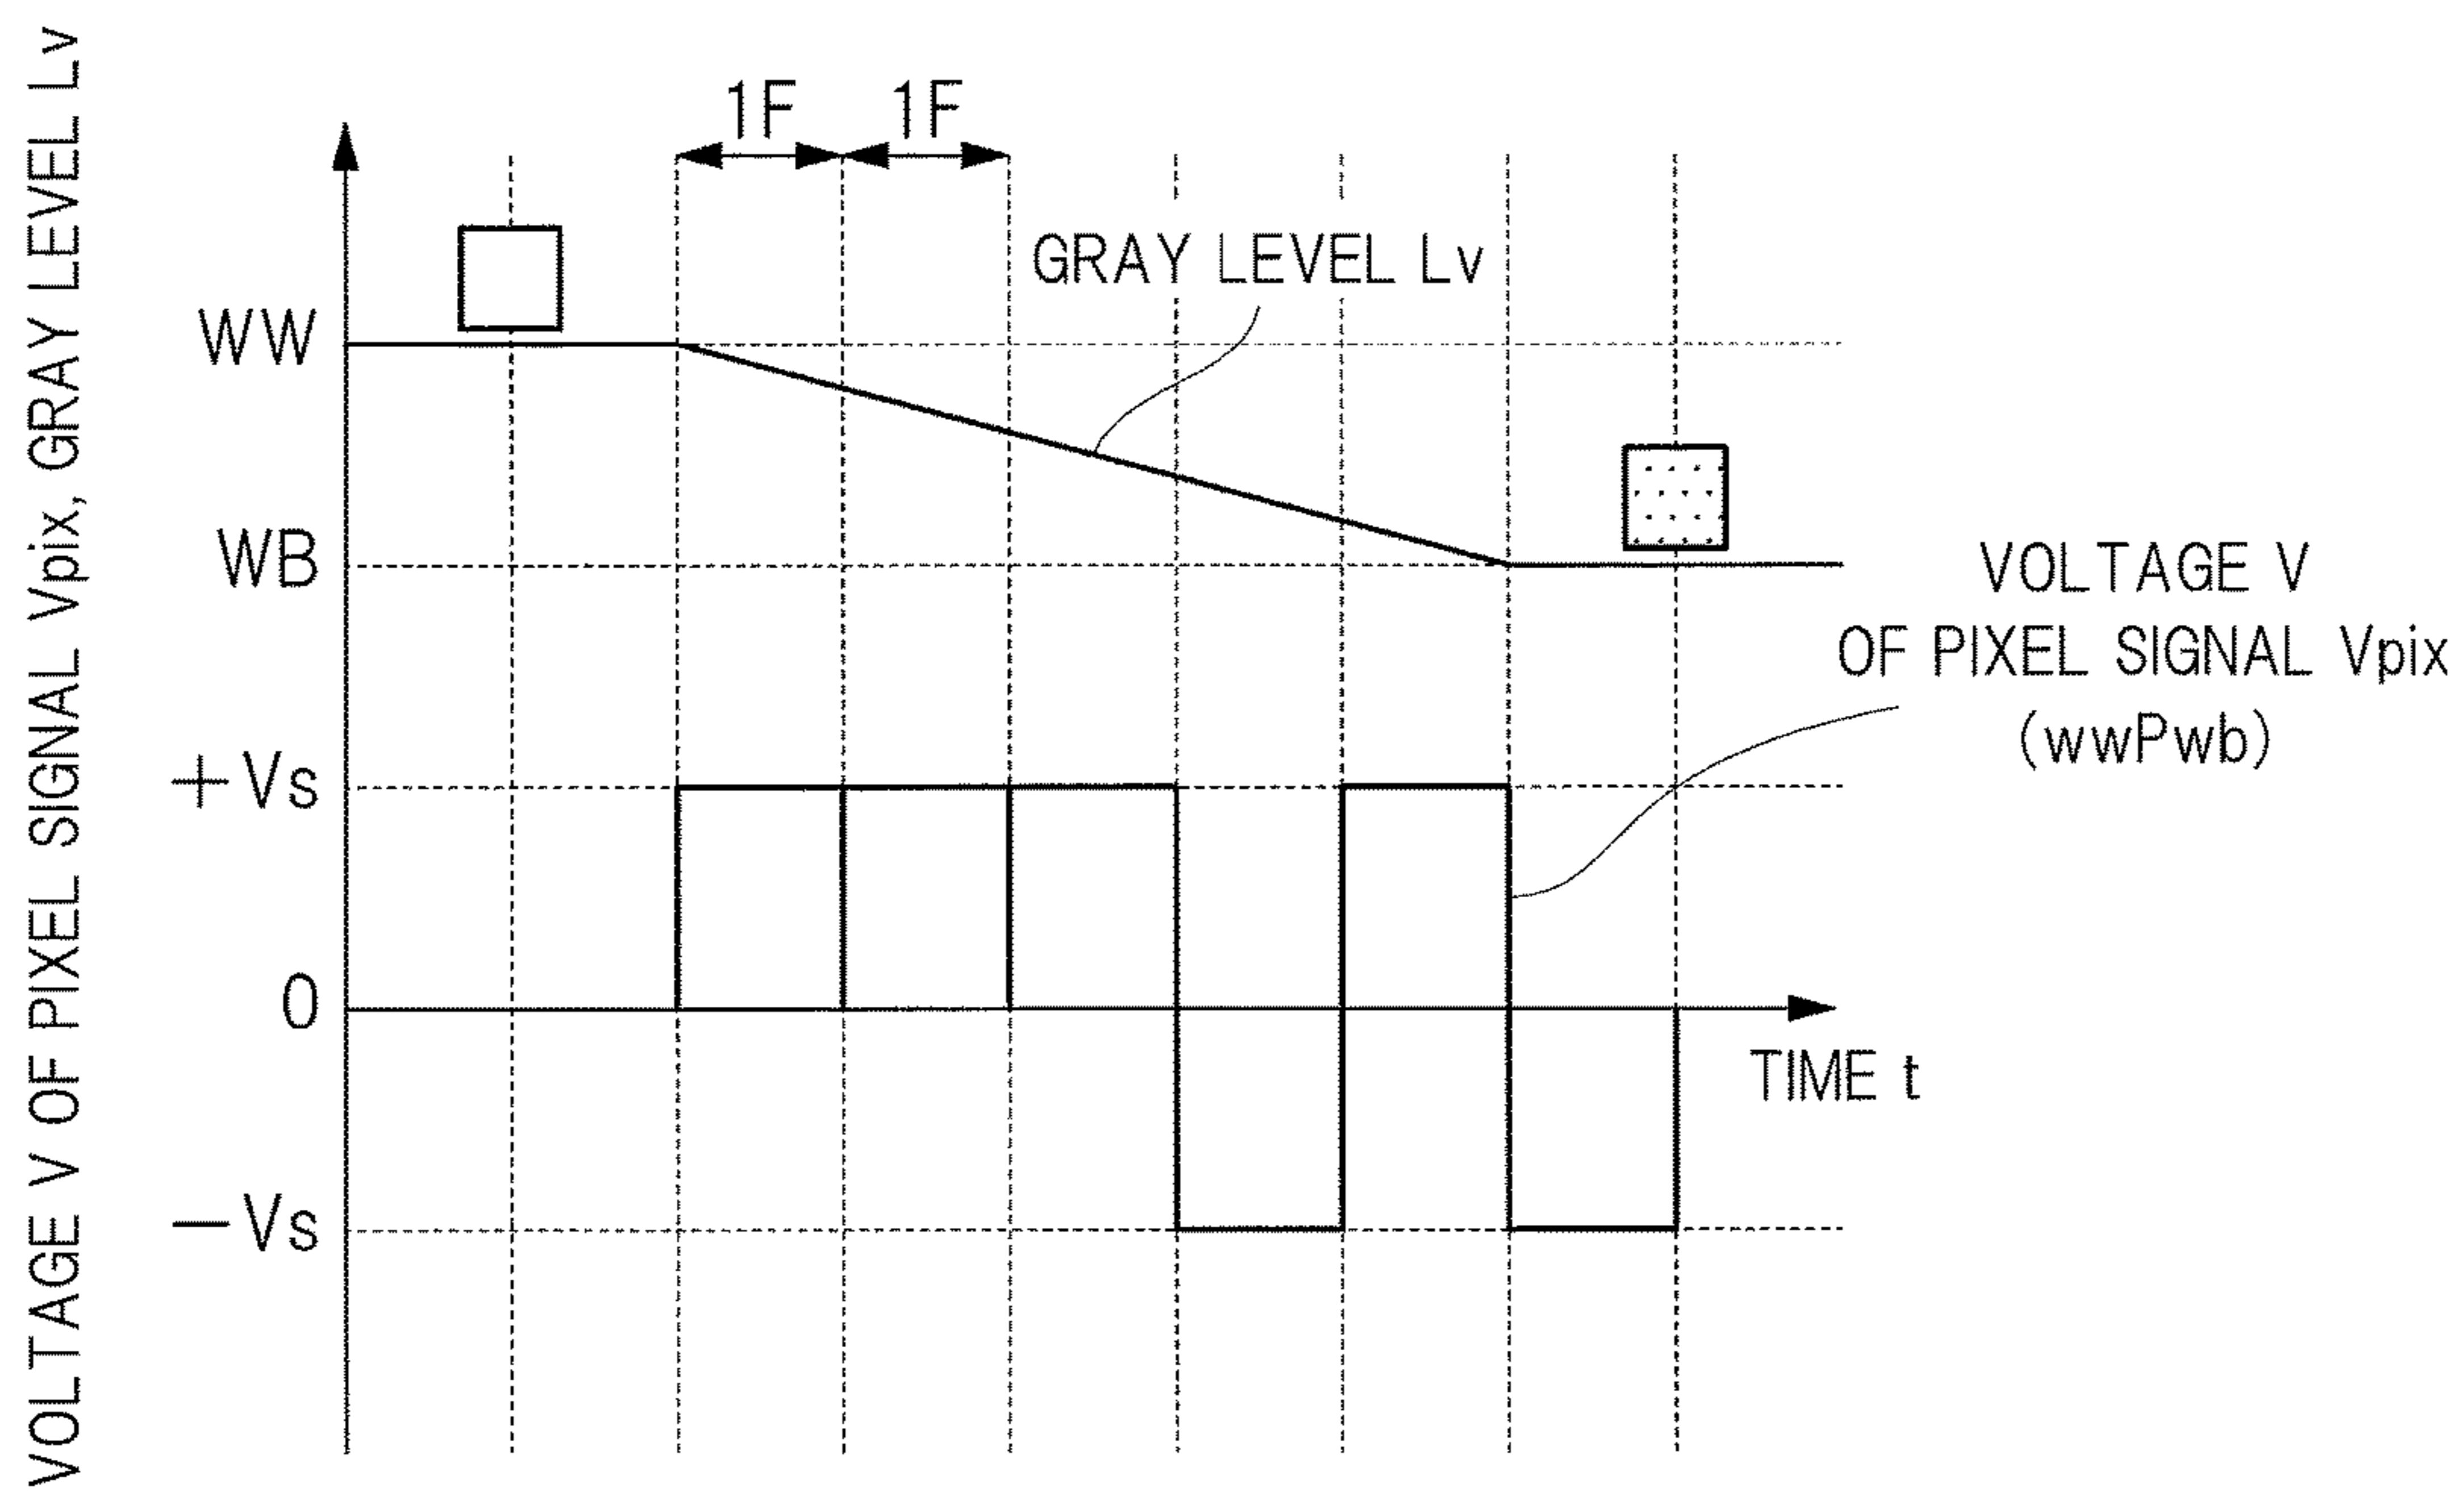 VOLTAGE V OF PIXEL SIGNAL Vpix, GRAY LEVEL Lv
1F 1F
GRAY LEVEL Lv
WW
WB
VOLTAGE V
OF PIXEL SIGNAL Vpix
(wwPwb)
+Vs
0
TIME t
−Vs